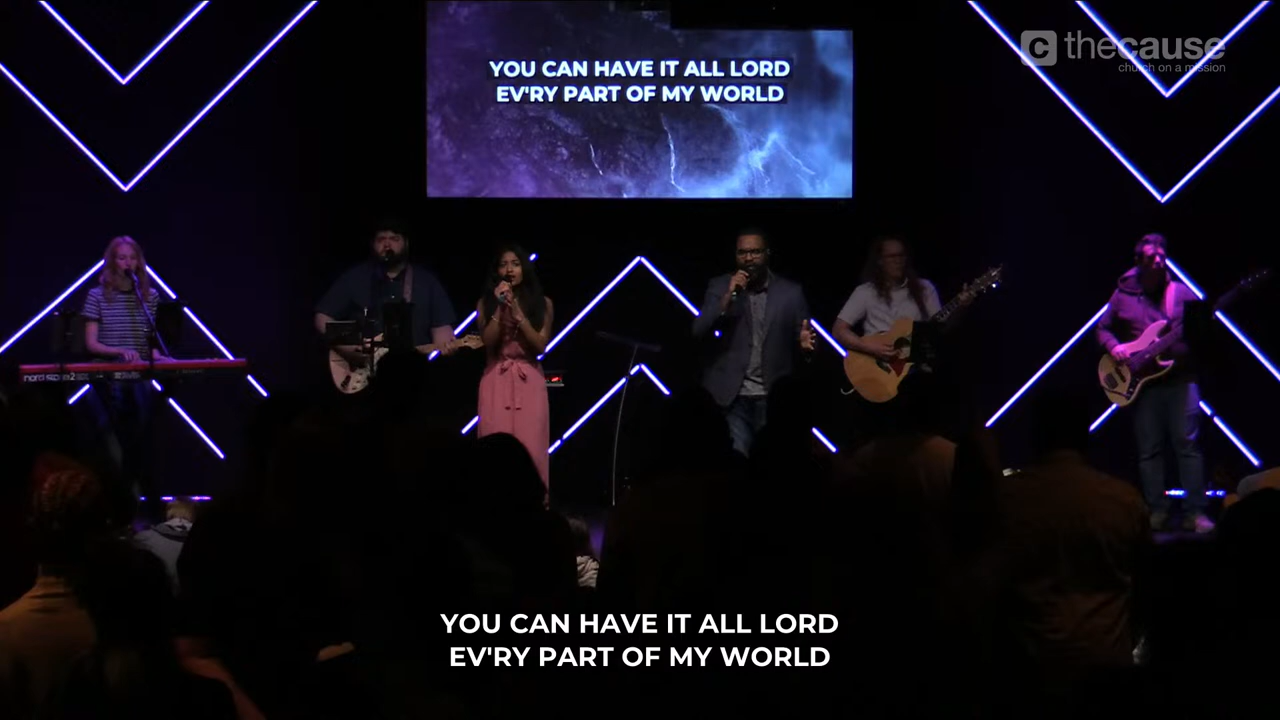 YOU CAN HAVE IT ALL LORD
EV'RY PART OF MY WORLD
c thecause
church on a mission
nord
YOU CAN HAVE IT ALL LORD
EV'RY PART OF MY WORLD